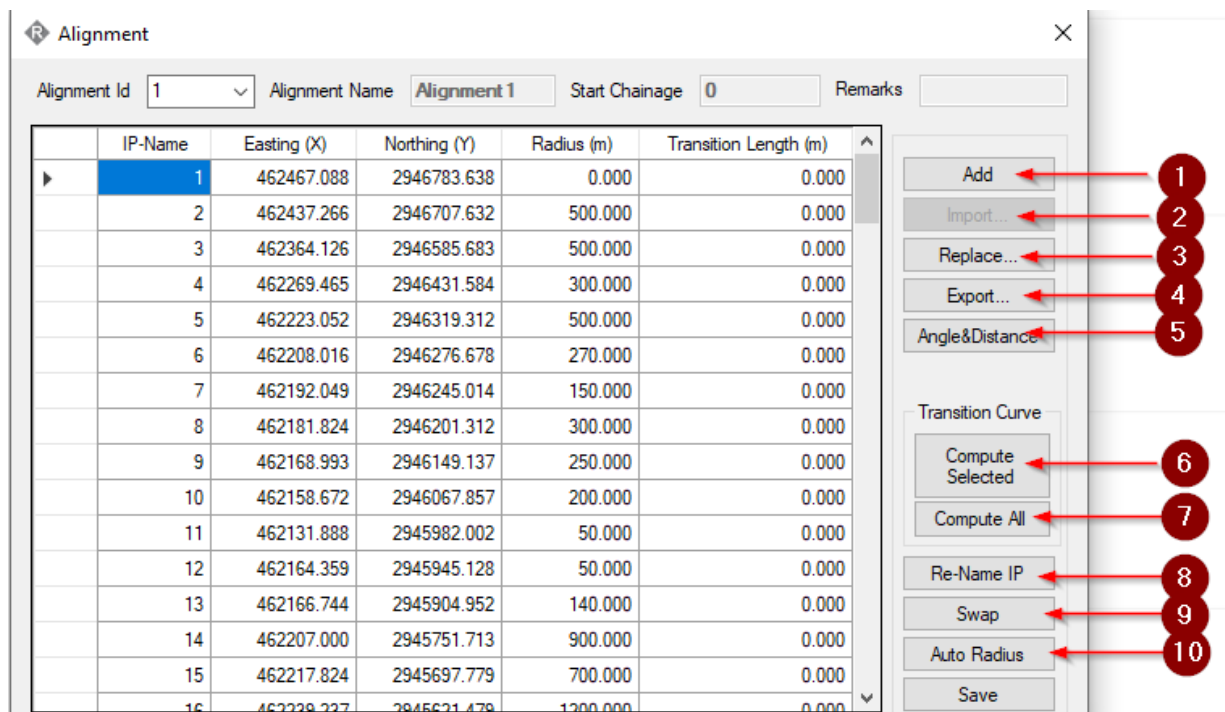 R Alignment
Alignment Id 1 Alignment Name Alignment 1 Start Chainage 0 Remarks
IP-Name Easting (X) Northing (Y) Radius (m) Transition Length (m)
1 462467.088 2946783.638 0.000 0.000
2 462437.266 2946707.632 500.000 0.000
3 462364.126 2946585.683 500.000 0.000
4 462269.465 2946431.584 300.000 0.000
5 462223.052 2946319.312 500.000 0.000
6 462208.016 2946276.678 270.000 0.000
7 462192.049 2946245.014 150.000 0.000
8 462181.824 2946201.312 300.000 0.000
9 462168.993 2946149.137 250.000 0.000
10 462158.672 2946067.857 200.000 0.000
11 462131.888 2945982.002 50.000 0.000
12 462164.359 2945945.128 50.000 0.000
13 462166.744 2945904.952 140.000 0.000
14 462207.000 2945751.713 900.000 0.000
15 462217.824 2945697.779 700.000 0.000
16 462239.237 2945621.479 1200.000 0.000
Add 1
Import... 2
Replace... 3
Export... 4
Angle&Distance 5
Transition Curve
Compute
Selected 6
Compute All 7
Re-Name IP 8
Swap 9
Auto Radius 10
Save